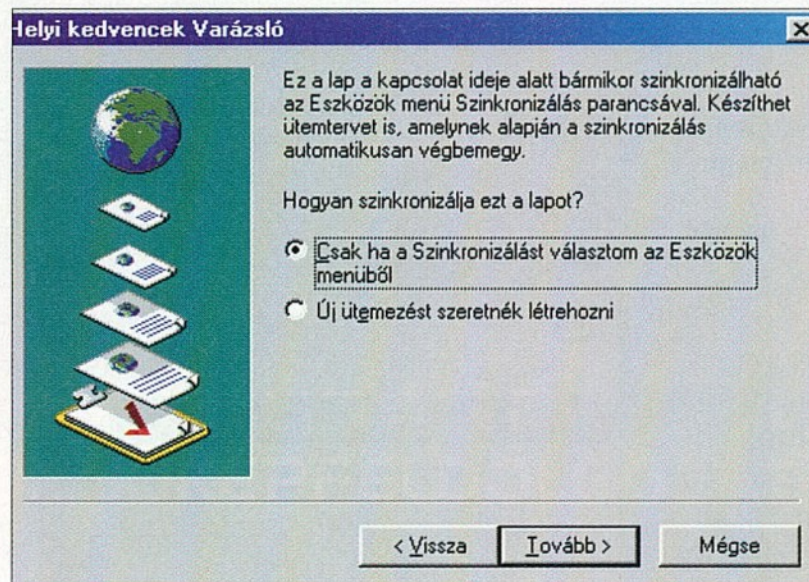 Helyi kedvencek Varázsló
Ez a lap a kapcsolat ideje alatt bármikor szinkronizálható
az Eszközök menü Szinkronizálás parancsával. Készíthet
ütemtervet is, amelynek alapján a szinkronizálás
automatikusan végbemegy.
Hogyan szinkronizálja ezt a lapot?
Csak ha a Szinkronizálást választom az Eszközök
menüből
Új ütemezést szeretnék létrehozni
< Vissza
Tovább >
Mégse